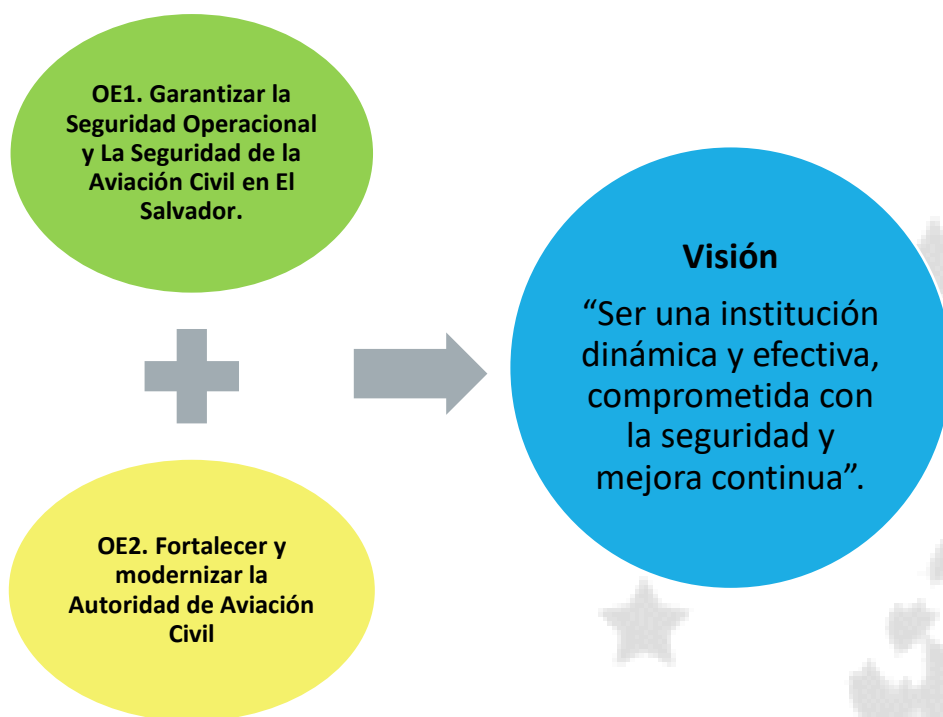 OE1. Garantizar la
Seguridad Operacional
y La Seguridad de la
Aviación Civil en El
Salvador.
OE2. Fortalecer y
modernizar la
Autoridad de Aviación
Civil
Visión
“Ser una institución
dinámica y efectiva,
comprometida con
la seguridad y
mejora continua”.